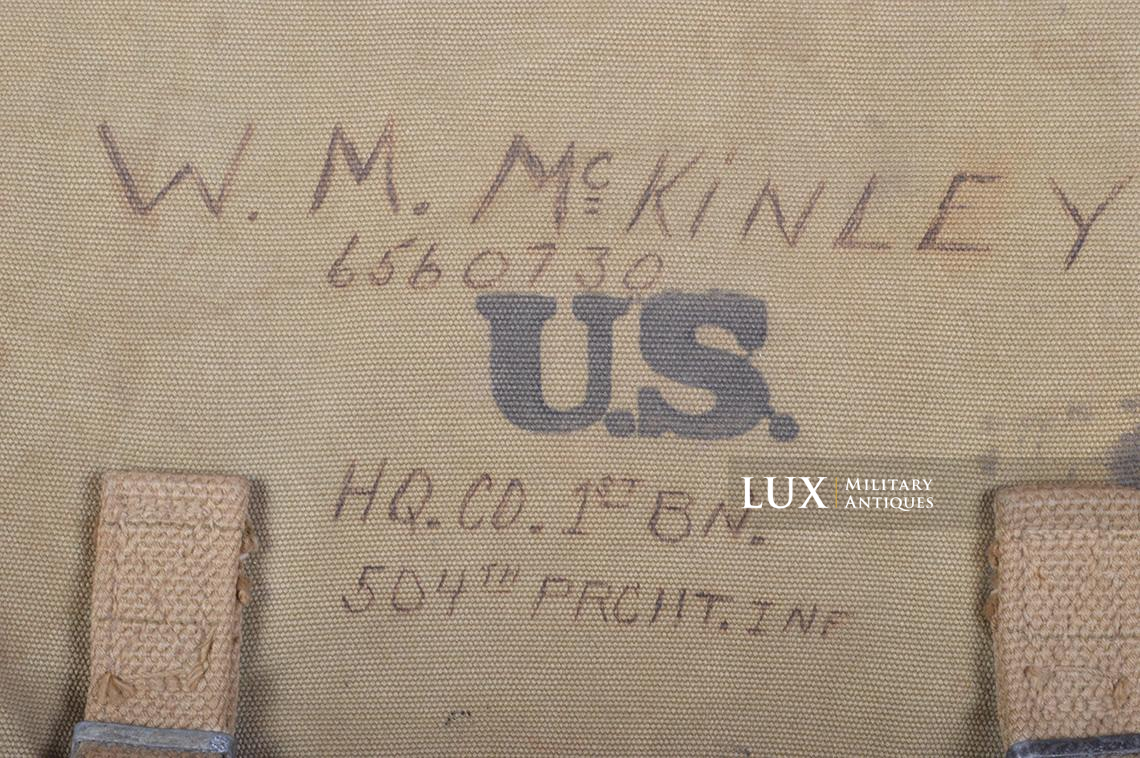 W. M. McKiNLEY
6560730
U.S.
HQ. CO. 1ST BN.
LUX MILITARY ANTIQUES
504TH PRCHT. INF